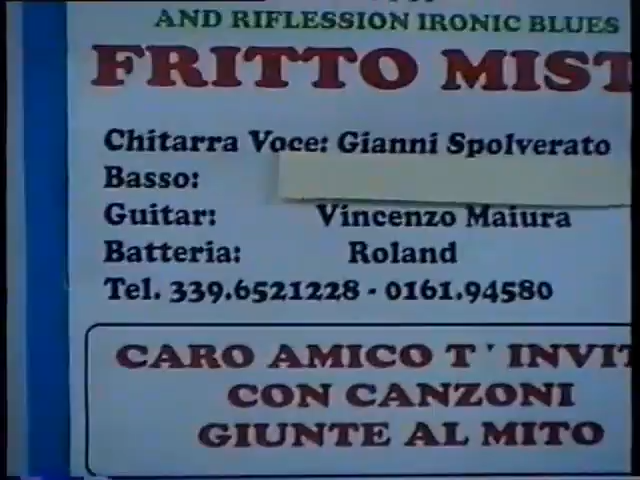 AND RIFLESSION IRONIC BLUES
FRITTO MIST
Chitarra Voce: Gianni Spolverato
Basso:
Guitar: Vincenzo Maiura
Batteria: Roland
Tel. 339.6521228 - 0161.94580
CARO AMICO T'INVIT
CON CANZONI
GIUNTE AL MITO